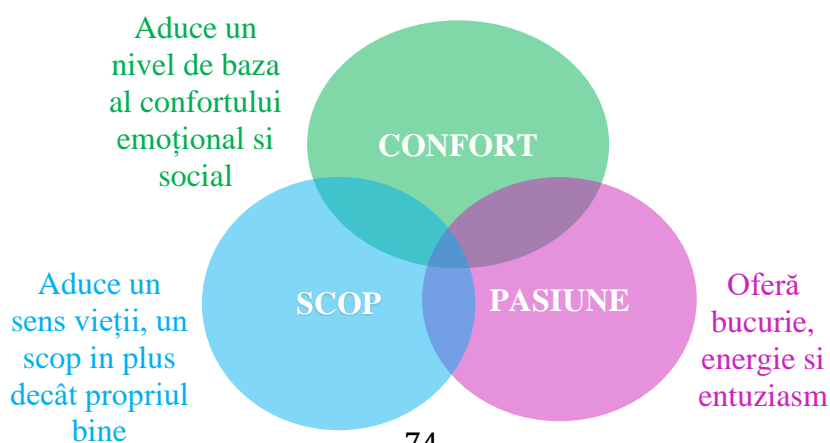 Aduce un
nivel de baza
al confortului
emoțional si
social
CONFORT
Aduce un
sens vieții, un
scop in plus
decât propriul
bine
SCOP
PASIUNE
Oferă
bucurie,
energie si
entuziasm
74